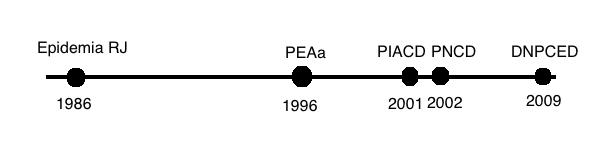 Epidemia RJ PEAa PIACD PNCD DNPCED
1986 1996 2001 2002 2009